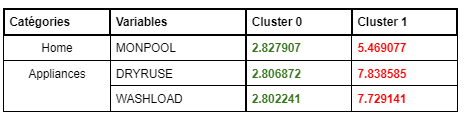 Catégories Variables Cluster 0 Cluster 1
Home MONPOOL 2.827907 5.469077
Appliances DRYRUSE 2.806872 7.838585
WASHLOAD 2.802241 7.729141